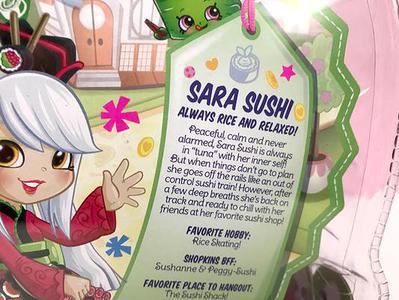 SARA SUSHI
ALWAYS RICE AND RELAXED!
Peaceful, calm and never
alarmed, Sara Sushi is always
in "tuna" with her inner self!
But when things don't go to plan
she goes off the rails like an out of
control sushi train! However, after
a few deep breaths she's back on
track and ready to chill with her
friends at her favorite sushi shop!
FAVORITE HOBBY:
Rice Skating!
SHOPKINS BFF:
Sushanne & Peggy-Sushi
FAVORITE PLACE TO HANGOUT:
The Sushi Shack!